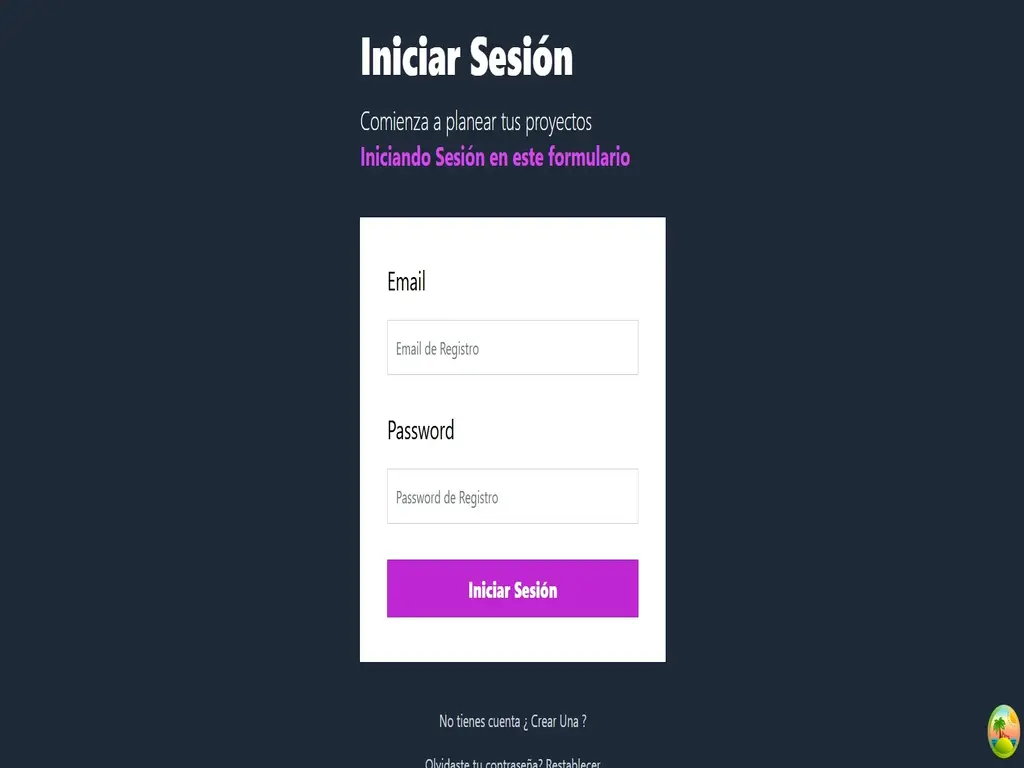 Iniciar Sesión
Comienza a planear tus proyectos
Iniciando Sesión en este formulario
Email
Email de Registro
Password
Password de Registro
Iniciar Sesión
No tienes cuenta ¿ Crear Una ?
Olvidaste tu contraseña? Restablecer